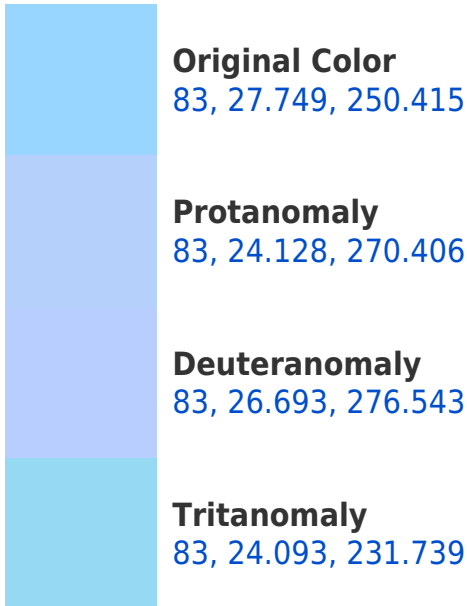 Original Color
83, 27.749, 250.415
Protanomaly
83, 24.128, 270.406
Deuteranomaly
83, 26.693, 276.543
Tritanomaly
83, 24.093, 231.739